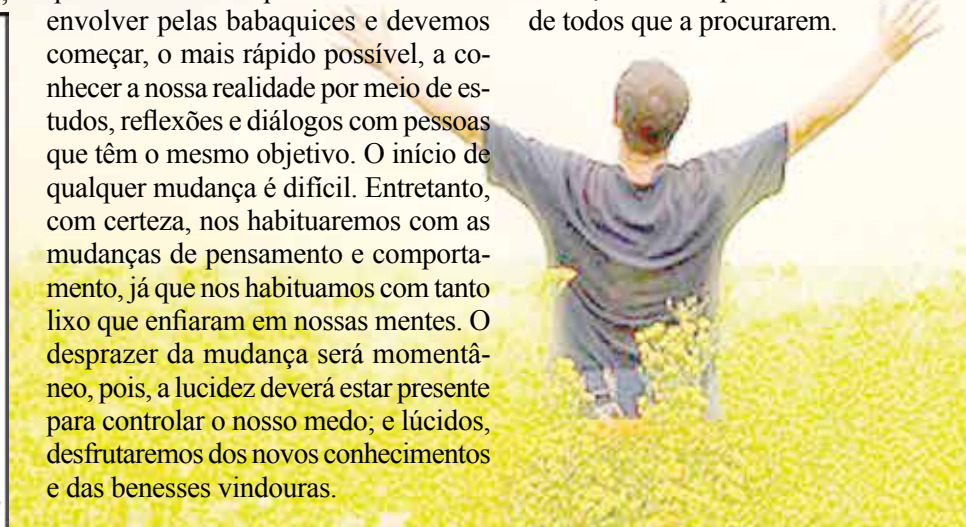 envolver pelas babaquices e devemos
começar, o mais rápido possível, a co-
nhecer a nossa realidade por meio de es-
tudos, reflexões e diálogos com pessoas
que têm o mesmo objetivo. O início de
qualquer mudança é difícil. Entretanto,
com certeza, nos habituaremos com as
mudanças de pensamento e comporta-
mento, já que nos habituamos com tanto
lixo que enfiaram em nossas mentes. O
desprazer da mudança será momentâ-
neo, pois, a lucidez deverá estar presente
para controlar o nosso medo; e lúcidos,
desfrutaremos dos novos conhecimentos
e das benesses vindouras.
de todos que a procurarem.